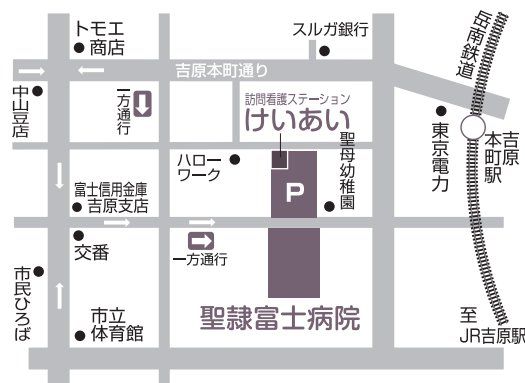 トモエ
商店
スルガ銀行
岳南鉄道
吉原本町通り
中山豆店
一方通行
訪問看護ステーション
けいあい
東京電力
吉原
本町駅
ハロー
ワーク
聖母幼稚園
P
富士信用金庫
吉原支店
交番
一方通行
市民ひろば
市立
体育館
聖隷富士病院
至
JR吉原駅